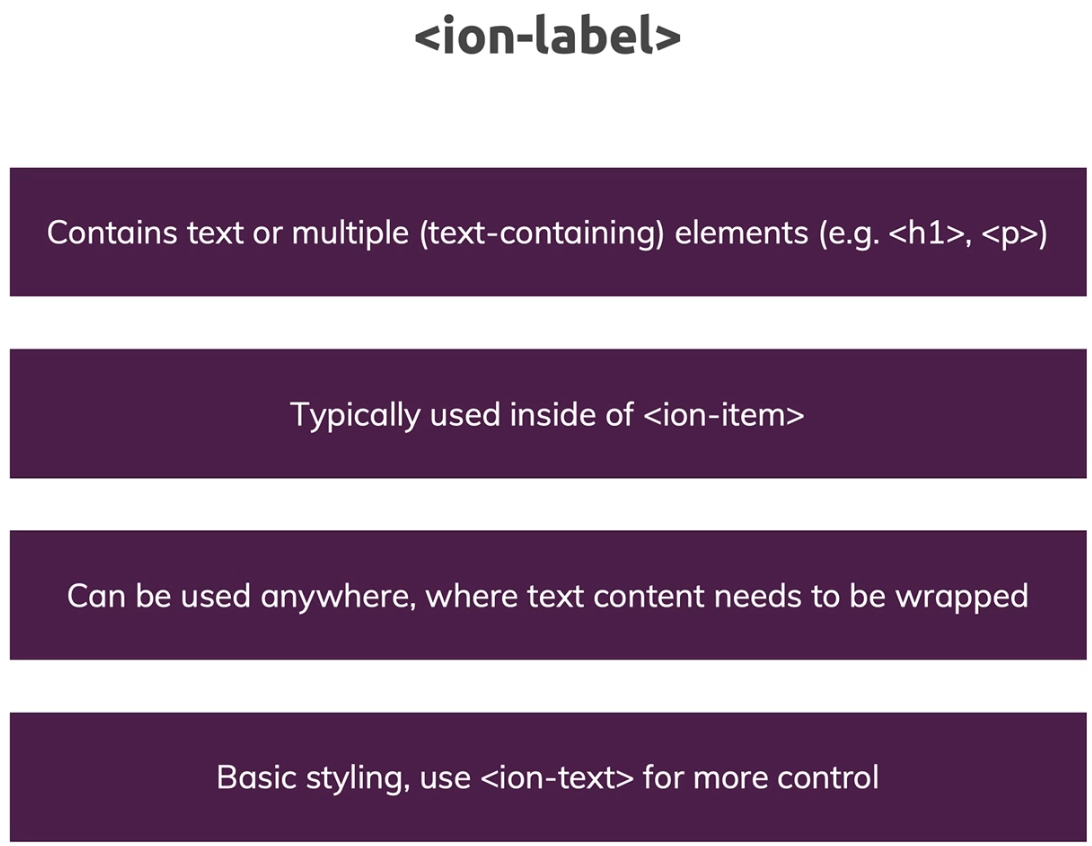 <ion-label>
Contains text or multiple (text-containing) elements (e.g. <h1>, <p>)
Typically used inside of <ion-item>
Can be used anywhere, where text content needs to be wrapped
Basic styling, use <ion-text> for more control